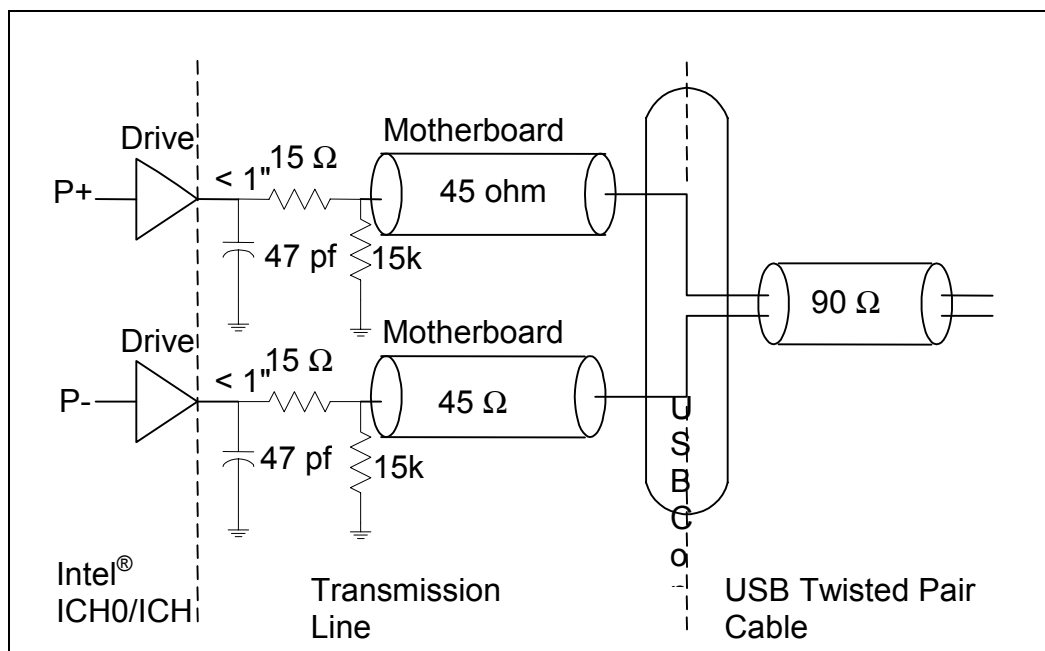 Drive
< 1"
15 Ω
Motherboard
P+
45 ohm
47 pf
15k
90 Ω
Drive
< 1"
15 Ω
Motherboard
P-
45 Ω
47 pf
15k
U
S
B
C
o
Intel®
ICH0/ICH
Transmission
Line
USB Twisted Pair
Cable